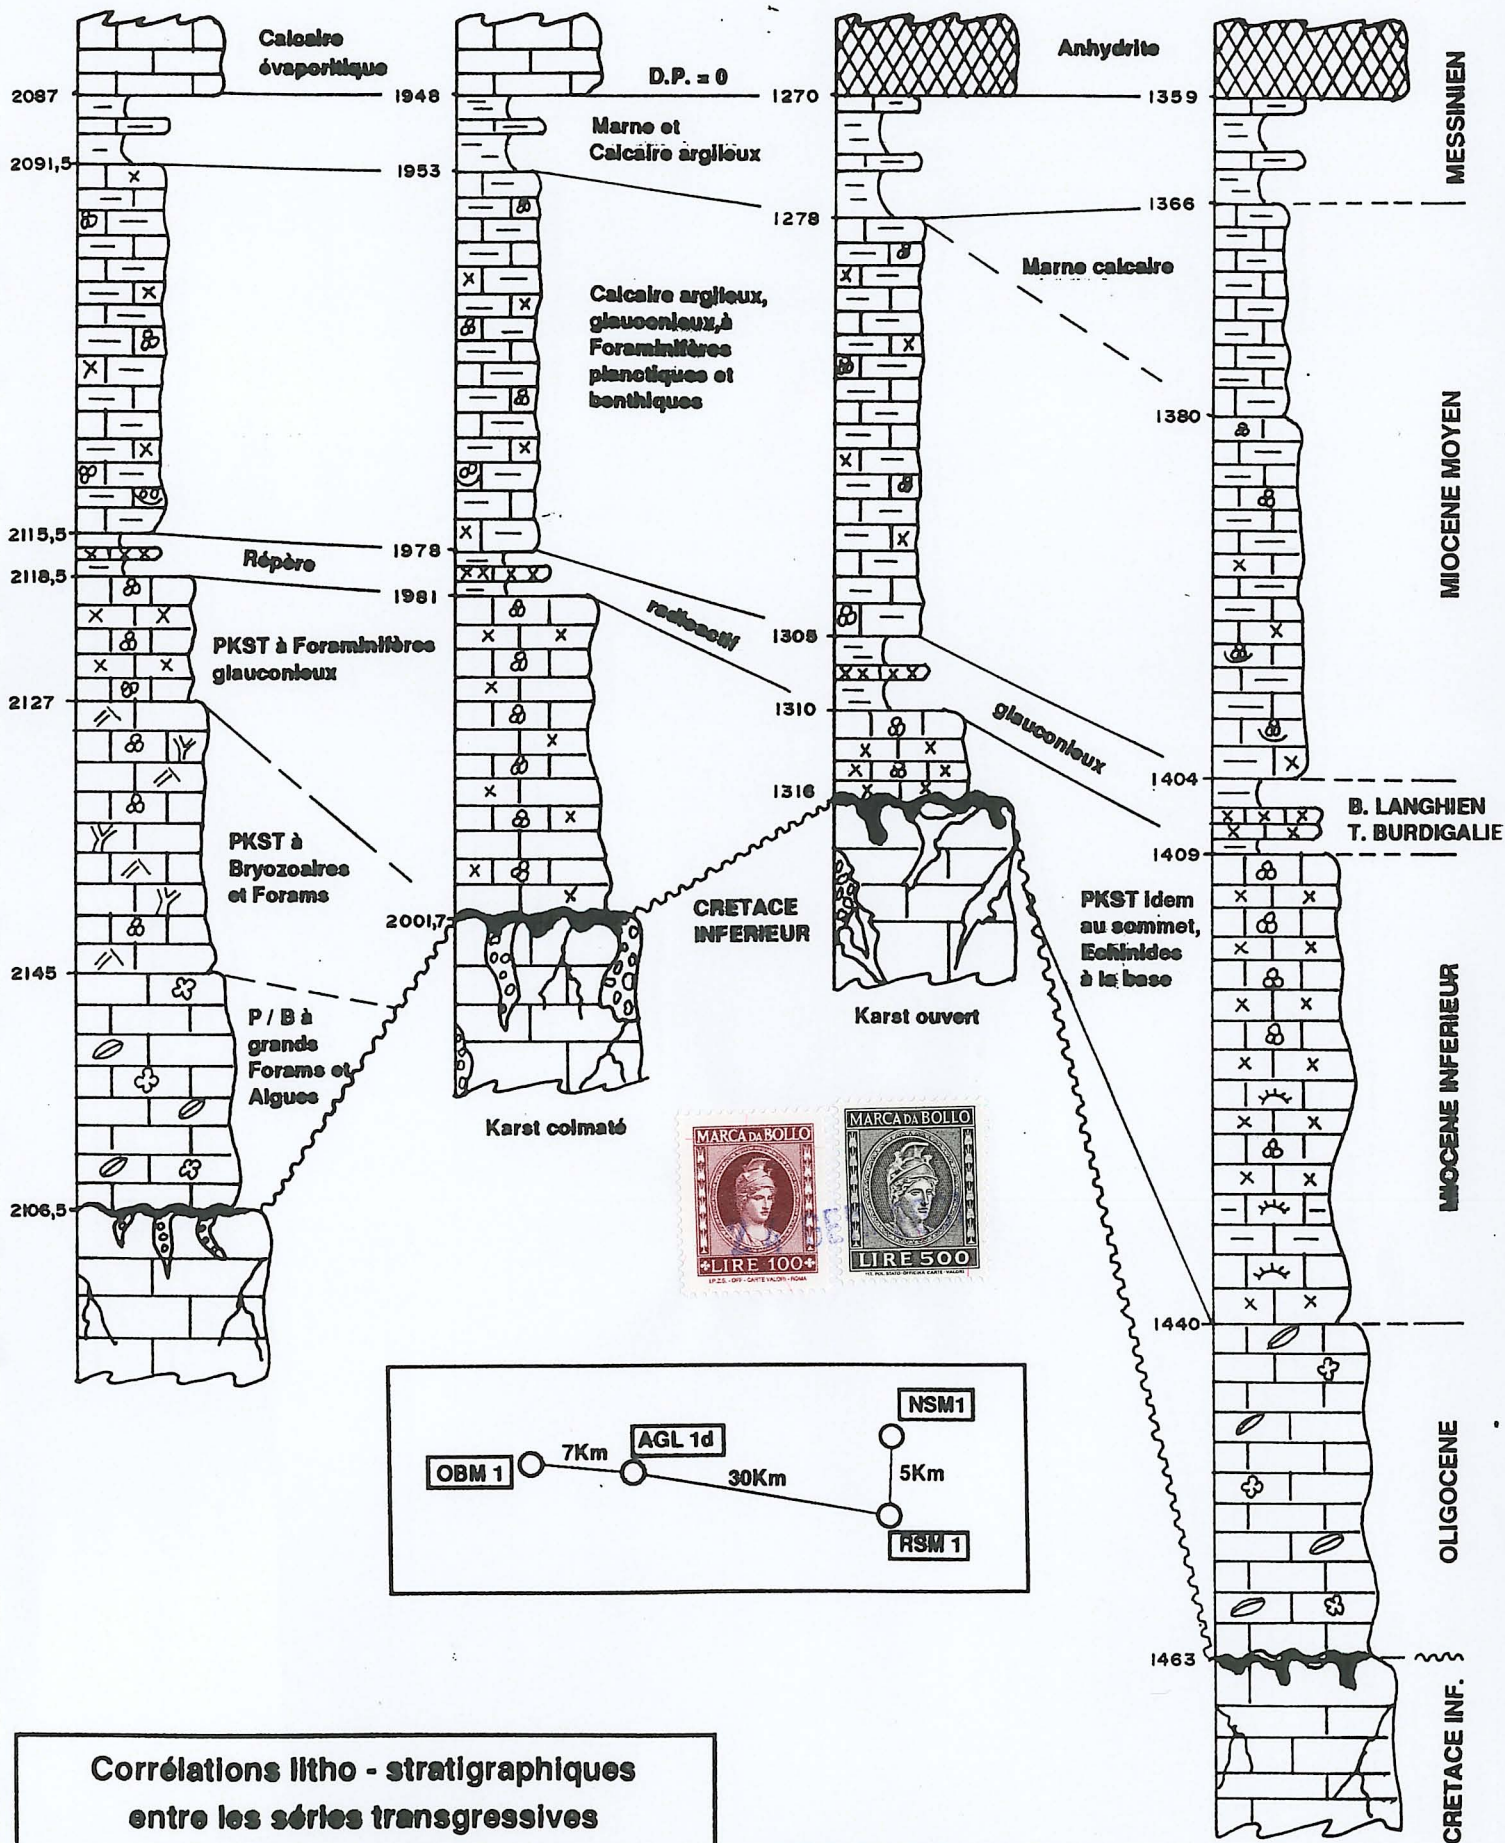 Calcaire
évaporitique
D.P. = 0
Anhydrite
2087
1948
1270
1359
MESSINIEN
Marne et
Calcaire argileux
2091,5
1953
1278
1366
Marne calcaire
Calcaire argileux,
glauconieux,à
Foraminifères
planctiques et
benthiques
1380
MIOCENE MOYEN
2115,5
1978
Répère
2118,5
1981
radioactif
1308
PKST à Foraminifères
glauconieux
2127
1310
glauconieux
1404
1316
B. LANGHIEN
T. BURDIGALIE
1409
PKST à
Bryozoaires
et Forams
2001,7
CRETACE
INFERIEUR
PKST idem
au sommet,
Echinides
à la base
2145
MIOCENE INFERIEUR
P / B à
grands
Forams et
Algues
Karst ouvert
Karst colmaté
MARCA DA BOLLO
LIRE 100
I.P.Z.S. - OFF - CARTE VALORI - ROMA
MARCA DA BOLLO
LIRE 500
2106,5
1440
OLIGOCENE
NSM1
OBM 1
7Km
AGL 1d
30Km
5Km
RSM 1
1463
CRETACE INF.
Corrélations litho - stratigraphiques
entre les séries transgressives